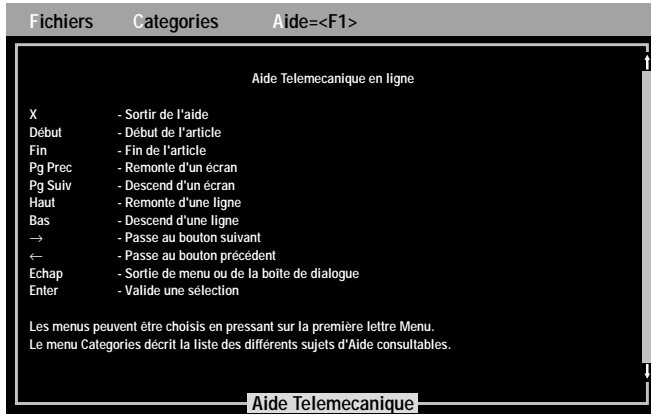 Fichiers Categories Aide=<F1>
Aide Telemecanique en ligne
X - Sortir de l'aide
Début - Début de l'article
Fin - Fin de l'article
Pg Prec - Remonte d'un écran
Pg Suiv - Descend d'un écran
Haut - Remonte d'une ligne
Bas - Descend d'une ligne
→ - Passe au bouton suivant
← - Passe au bouton précédent
Echap - Sortie de menu ou de la boîte de dialogue
Enter - Valide une sélection
Les menus peuvent être choisis en pressant sur la première lettre Menu.
Le menu Categories décrit la liste des différents sujets d'Aide consultables.
Aide Telemecanique